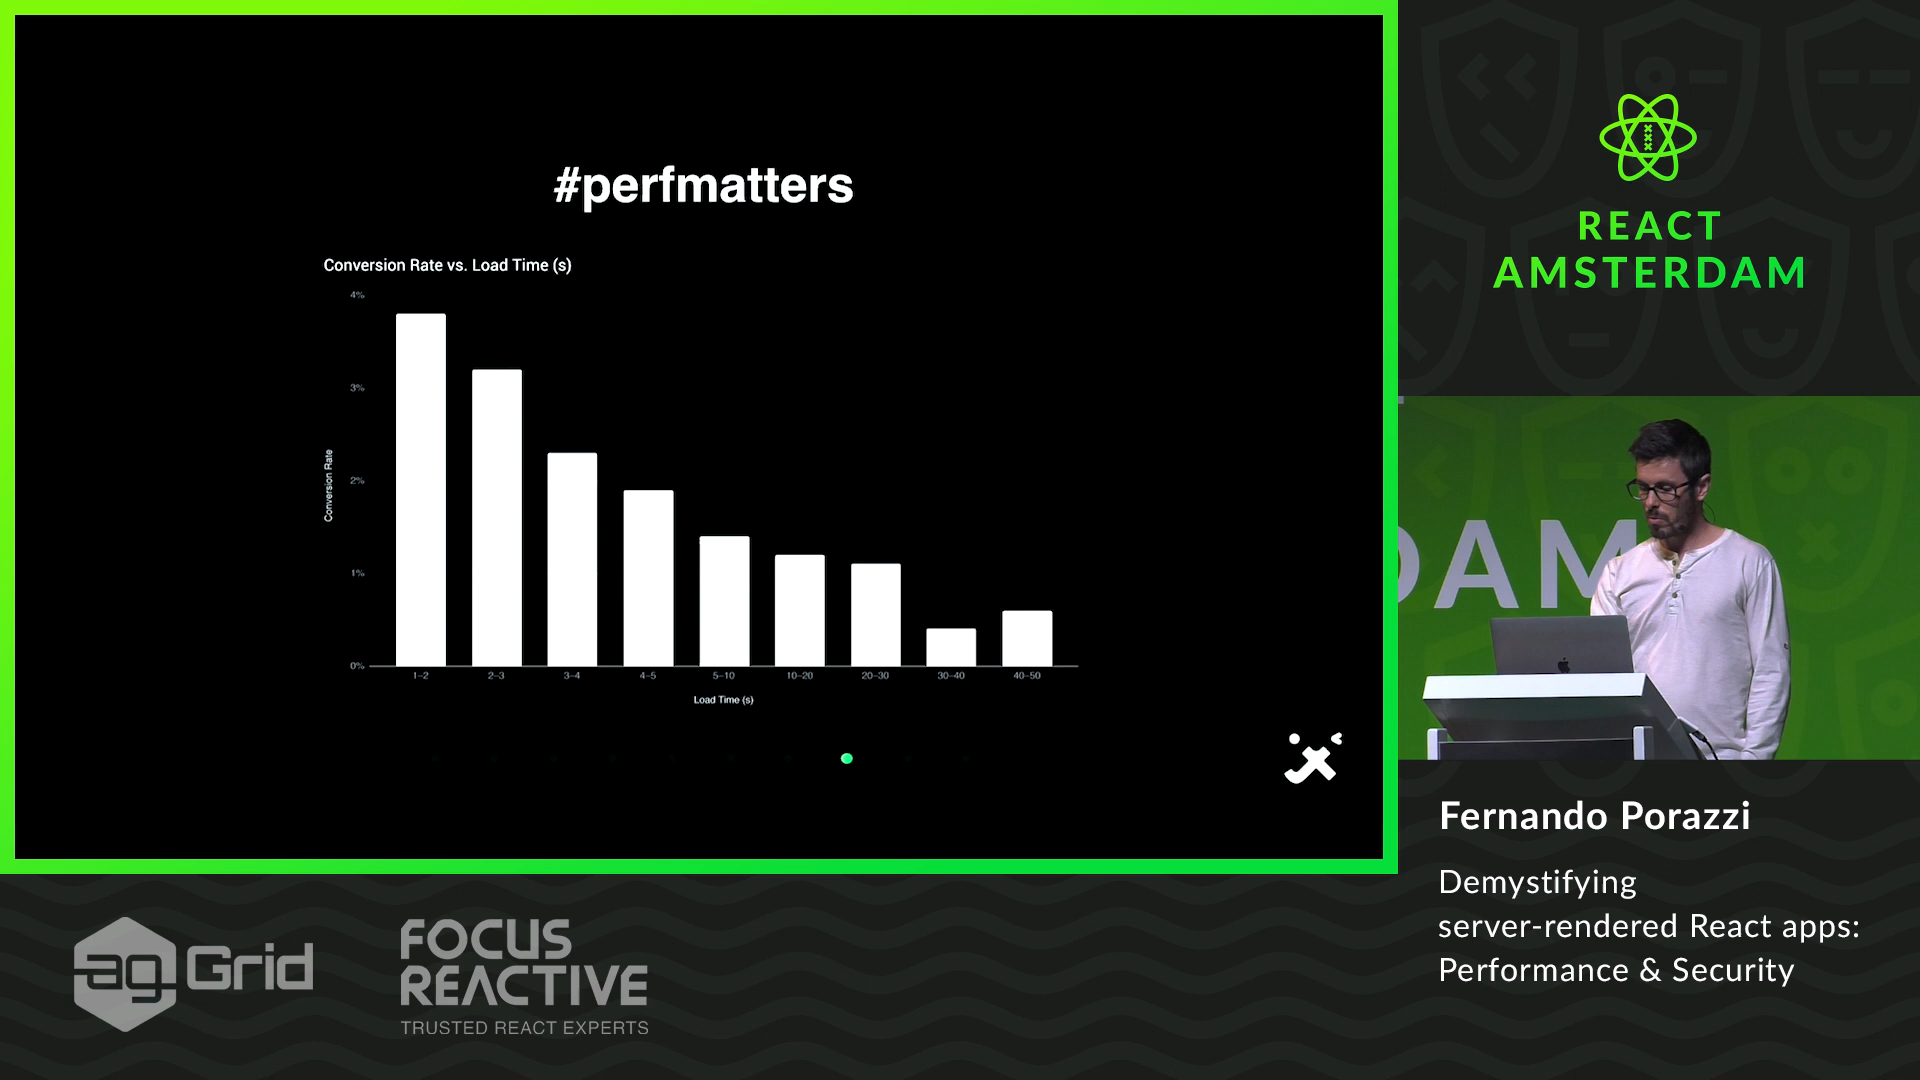 #perfmatters
Conversion Rate vs. Load Time (s)
4%
3%
2%
1%
0%
Conversion Rate
1–2
2–3
3–4
4–5
5–10
10–20
20–30
30–40
40–50
Load Time (s)
REACT
AMSTERDAM
DAM
Fernando Porazzi
Demystifying
server-rendered React apps:
Performance & Security
ag Grid
FOCUS
REACTIVE
TRUSTED REACT EXPERTS